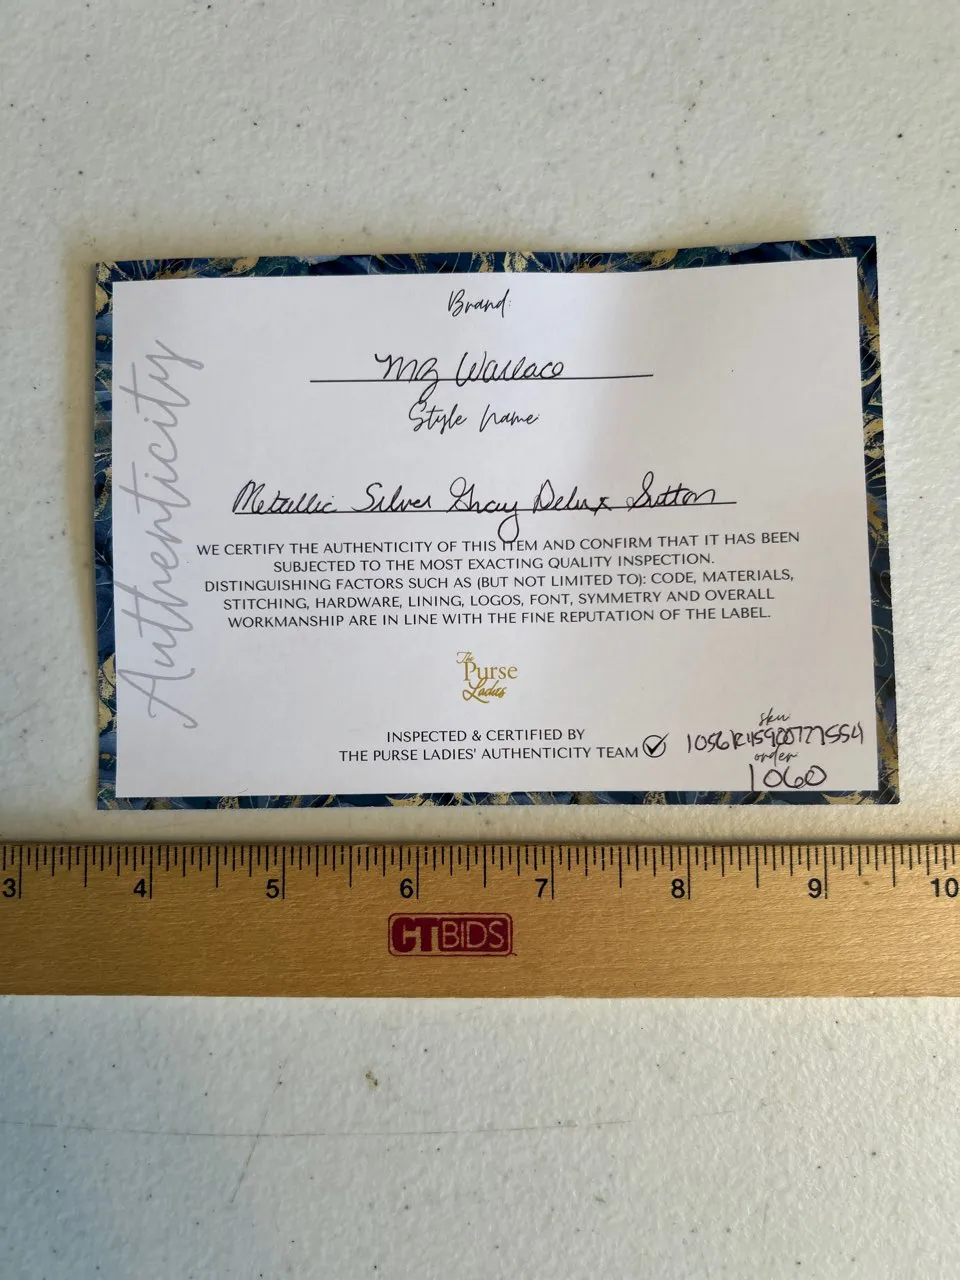 Authenticity
Brand:
MZ Wallace
Style Name:
Metallic Silver Gray Delux Sutton
WE CERTIFY THE AUTHENTICITY OF THIS ITEM AND CONFIRM THAT IT HAS BEEN
SUBJECTED TO THE MOST EXACTING QUALITY INSPECTION.
DISTINGUISHING FACTORS SUCH AS (BUT NOT LIMITED TO): CODE, MATERIALS,
STITCHING, HARDWARE, LINING, LOGOS, FONT, SYMMETRY AND OVERALL
WORKMANSHIP ARE IN LINE WITH THE FINE REPUTATION OF THE LABEL.
The
Purse
Ladies
INSPECTED & CERTIFIED BY
THE PURSE LADIES' AUTHENTICITY TEAM
sku
order
1060
3 4 5 6 7 8 9 10
CTBIDS